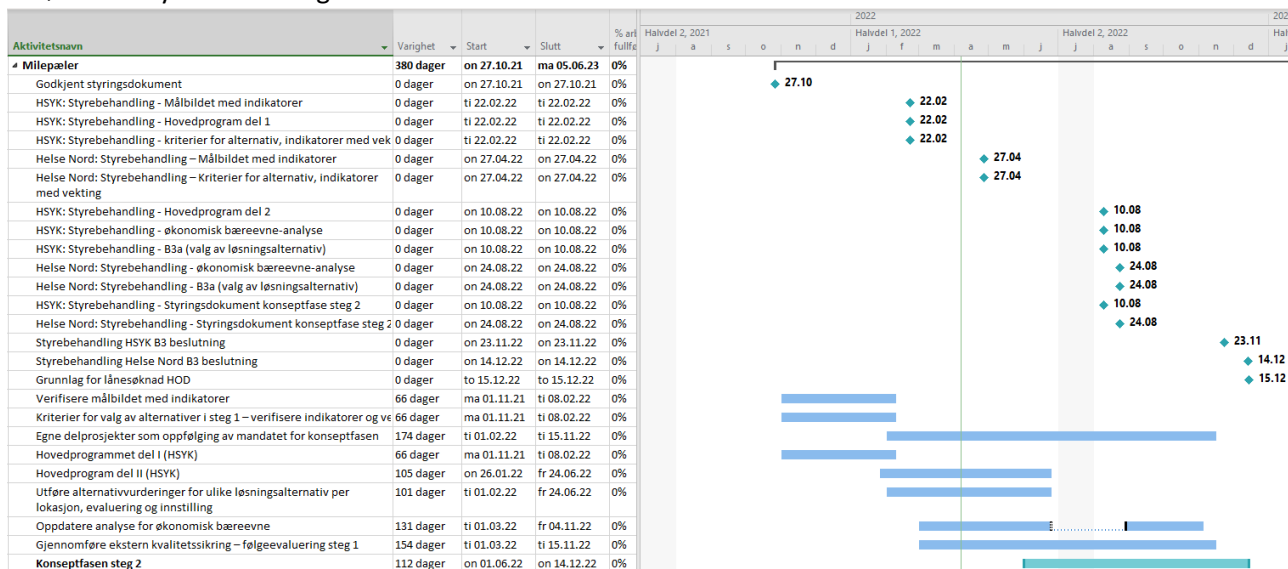 2022
Aktivitetsnavn Varighet Start Slutt % art fullfø Halvdel 2, 2021 Halvdel 1, 2022 Halvdel 2, 2022
j a s o n d j f m a m j j a s o n d
Milepæler 380 dager on 27.10.21 ma 05.06.23 0%
Godkjent styringsdokument 0 dager on 27.10.21 on 27.10.21 0% 27.10
HSYK: Styrebehandling - Målbildet med indikatorer 0 dager ti 22.02.22 ti 22.02.22 0% 22.02
HSYK: Styrebehandling - Hovedprogram del 1 0 dager ti 22.02.22 ti 22.02.22 0% 22.02
HSYK: Styrebehandling - kriterier for alternativ, indikatorer med vek 0 dager ti 22.02.22 ti 22.02.22 0% 22.02
Helse Nord: Styrebehandling – Målbildet med indikatorer 0 dager on 27.04.22 on 27.04.22 0% 27.04
Helse Nord: Styrebehandling – Kriterier for alternativ, indikatorer 0 dager on 27.04.22 on 27.04.22 0% 27.04
med vekting
HSYK: Styrebehandling - Hovedprogram del 2 0 dager on 10.08.22 on 10.08.22 0% 10.08
HSYK: Styrebehandling - økonomisk bæreevne-analyse 0 dager on 10.08.22 on 10.08.22 0% 10.08
HSYK: Styrebehandling - B3a (valg av løsningsalternativ) 0 dager on 10.08.22 on 10.08.22 0% 10.08
Helse Nord: Styrebehandling - økonomisk bæreevne-analyse 0 dager on 24.08.22 on 24.08.22 0% 24.08
Helse Nord: Styrebehandling - B3a (valg av løsningsalternativ) 0 dager on 24.08.22 on 24.08.22 0% 24.08
HSYK: Styrebehandling - Styringsdokument konseptfase steg 2 0 dager on 10.08.22 on 10.08.22 0% 10.08
Helse Nord: Styrebehandling - Styringsdokument konseptfase steg 2 0 dager on 24.08.22 on 24.08.22 0% 24.08
Styrebehandling HSYK B3 beslutning 0 dager on 23.11.22 on 23.11.22 0% 23.11
Styrebehandling Helse Nord B3 beslutning 0 dager on 14.12.22 on 14.12.22 0% 14.12
Grunnlag for lånesøknad HOD 0 dager to 15.12.22 to 15.12.22 0% 15.12
Verifisere målbildet med indikatorer 66 dager ma 01.11.21 ti 08.02.22 0%
Kriterier for valg av alternativer i steg 1 – verifisere indikatorer og ve 66 dager ma 01.11.21 ti 08.02.22 0%
Egne delprosjekter som oppfølging av mandatet for konseptfasen 174 dager ti 01.02.22 ti 15.11.22 0%
Hovedprogrammet del I (HSYK) 66 dager ma 01.11.21 ti 08.02.22 0%
Hovedprogram del II (HSYK) 105 dager on 26.01.22 fr 24.06.22 0%
Utføre alternativvurderinger for ulike løsningsalternativ per 101 dager ti 01.02.22 fr 24.06.22 0%
lokasjon, evaluering og innstilling
Oppdatere analyse for økonomisk bæreevne 131 dager ti 01.03.22 fr 04.11.22 0%
Gjennomføre ekstern kvalitetssikring – følgeevaluering steg 1 154 dager ti 01.03.22 ti 15.11.22 0%
Konseptfasen steg 2 112 dager on 01.06.22 on 14.12.22 0%